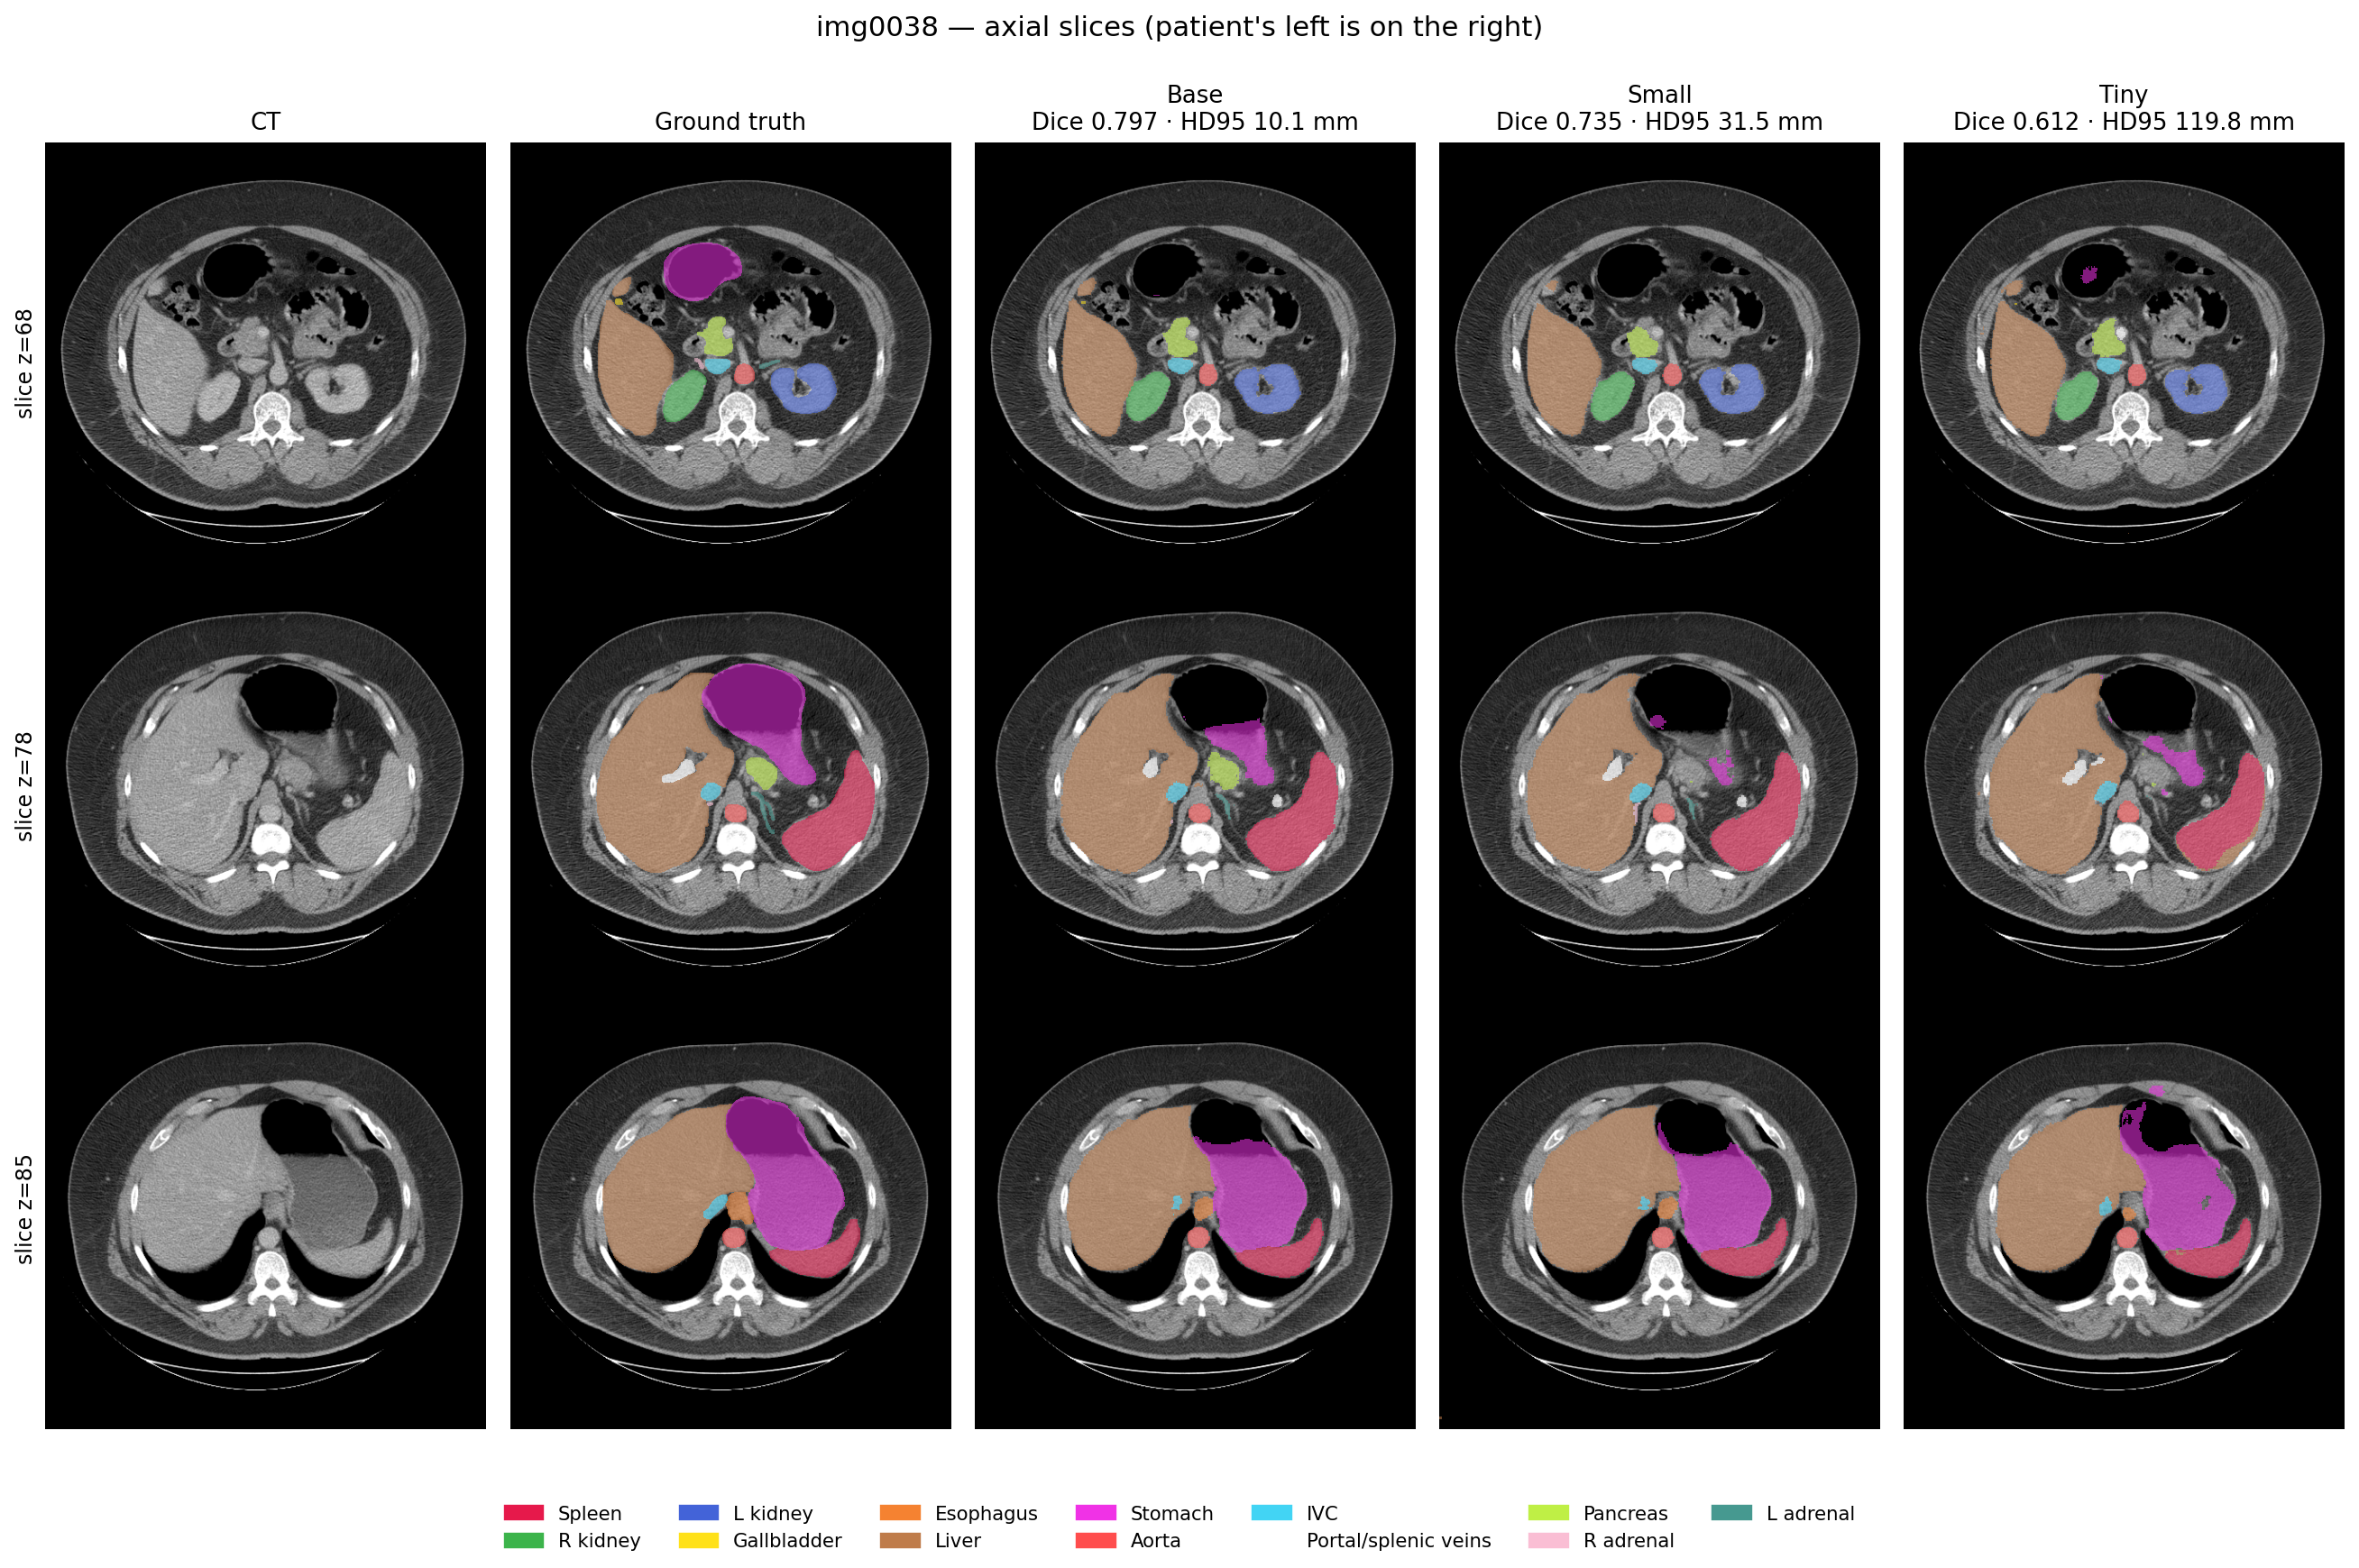 img0038 — axial slices (patient's left is on the right)
CT
Ground truth
Base
Dice 0.797 · HD95 10.1 mm
Small
Dice 0.735 · HD95 31.5 mm
Tiny
Dice 0.612 · HD95 119.8 mm
slice z=68
slice z=78
slice z=85
Spleen
R kidney
L kidney
Gallbladder
Esophagus
Liver
Stomach
Aorta
IVC
Portal/splenic veins
Pancreas
R adrenal
L adrenal